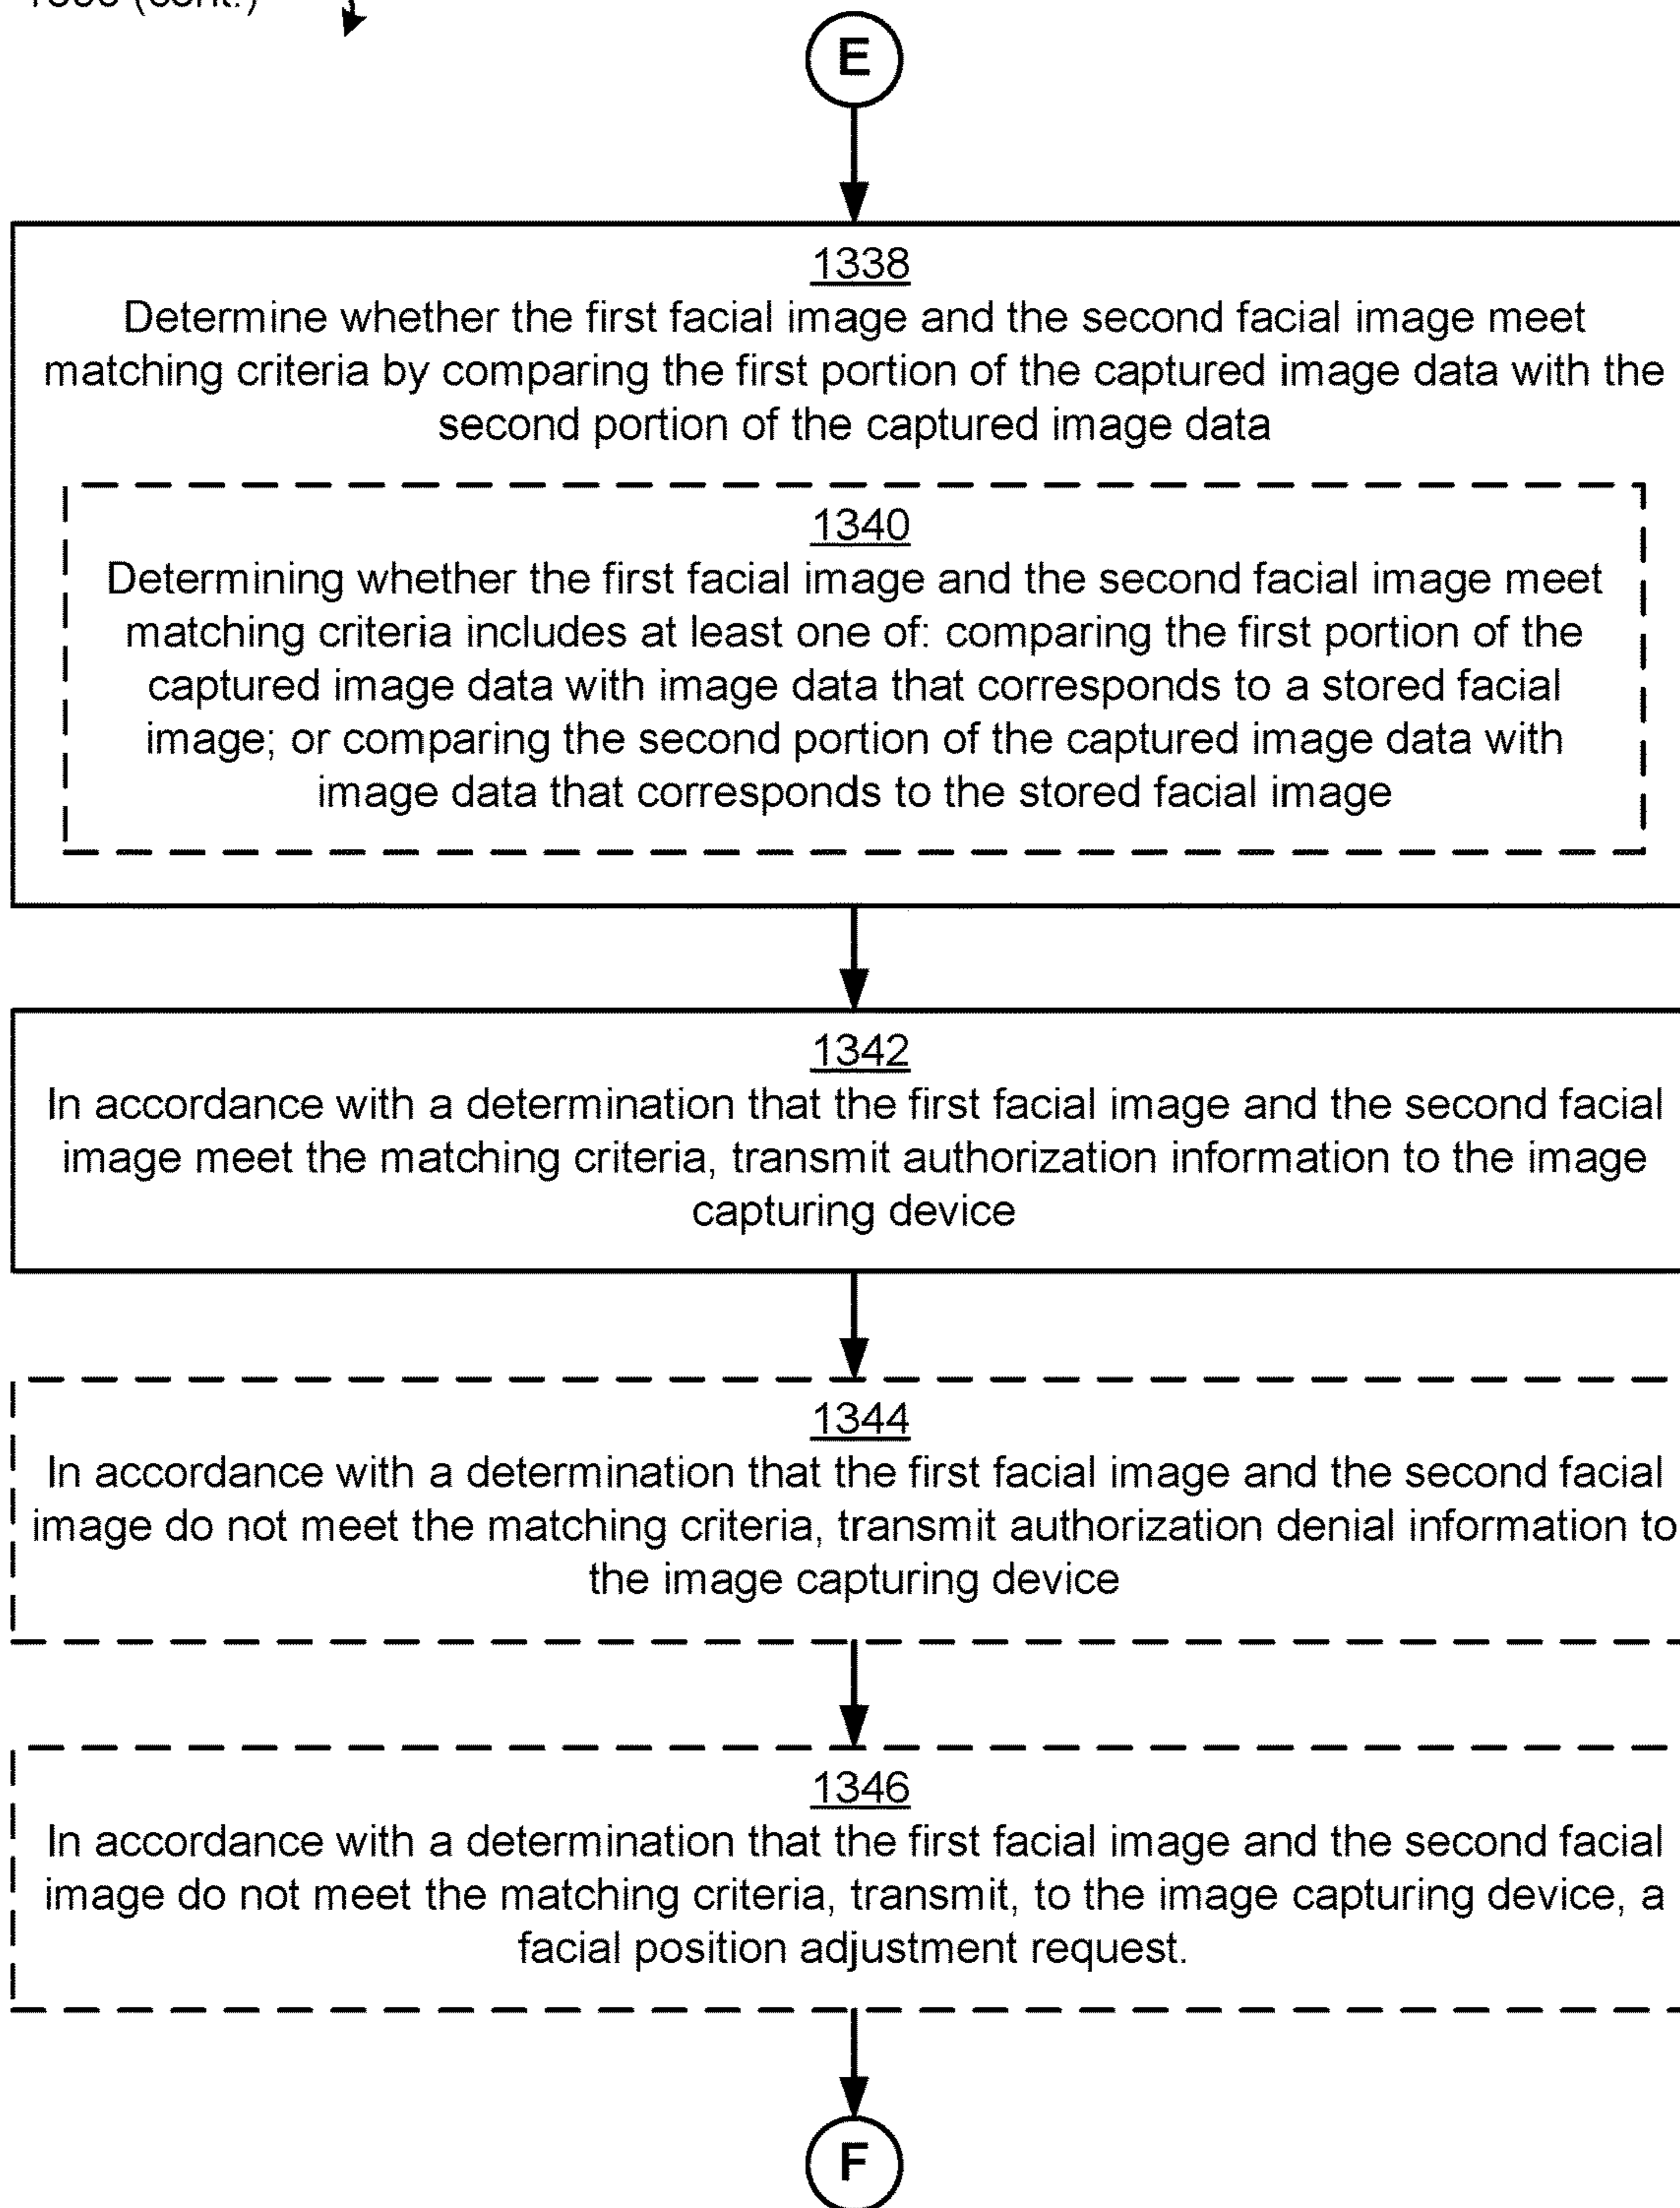 (cont.)
E
1338
Determine whether the first facial image and the second facial image meet
matching criteria by comparing the first portion of the captured image data with the
second portion of the captured image data
1340
Determining whether the first facial image and the second facial image meet
matching criteria includes at least one of: comparing the first portion of the
captured image data with image data that corresponds to a stored facial
image; or comparing the second portion of the captured image data with
image data that corresponds to the stored facial image
1342
In accordance with a determination that the first facial image and the second facial
image meet the matching criteria, transmit authorization information to the image
capturing device
1344
In accordance with a determination that the first facial image and the second facial
image do not meet the matching criteria, transmit authorization denial information to
the image capturing device
1346
In accordance with a determination that the first facial image and the second facial
image do not meet the matching criteria, transmit, to the image capturing device, a
facial position adjustment request.
F